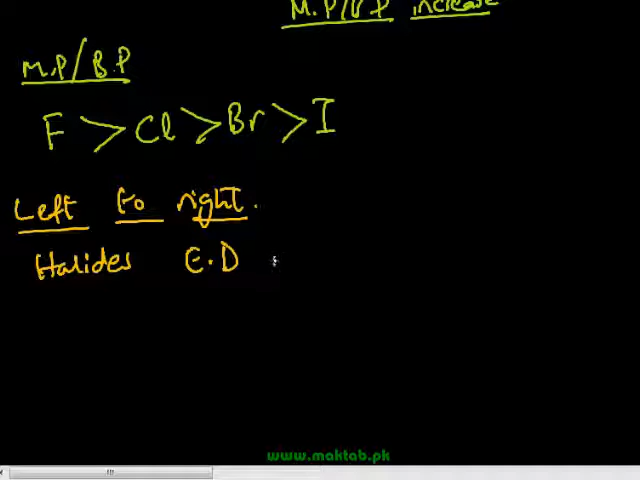 M.P/B.P increase
M.P/B.P
F > Cl > Br > I
Left to right.
Halides E.D
www.maktab.pk